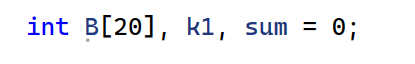 int B[20], k1, sum = 0;